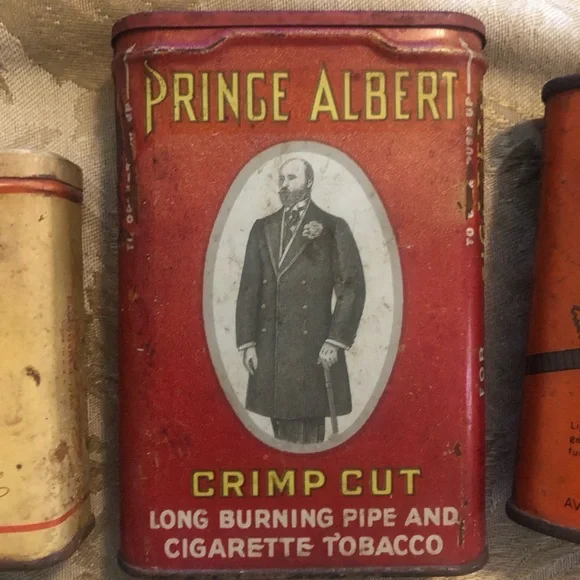 PRINCE ALBERT
CRIMP CUT
LONG BURNING PIPE AND
CIGARETTE TOBACCO